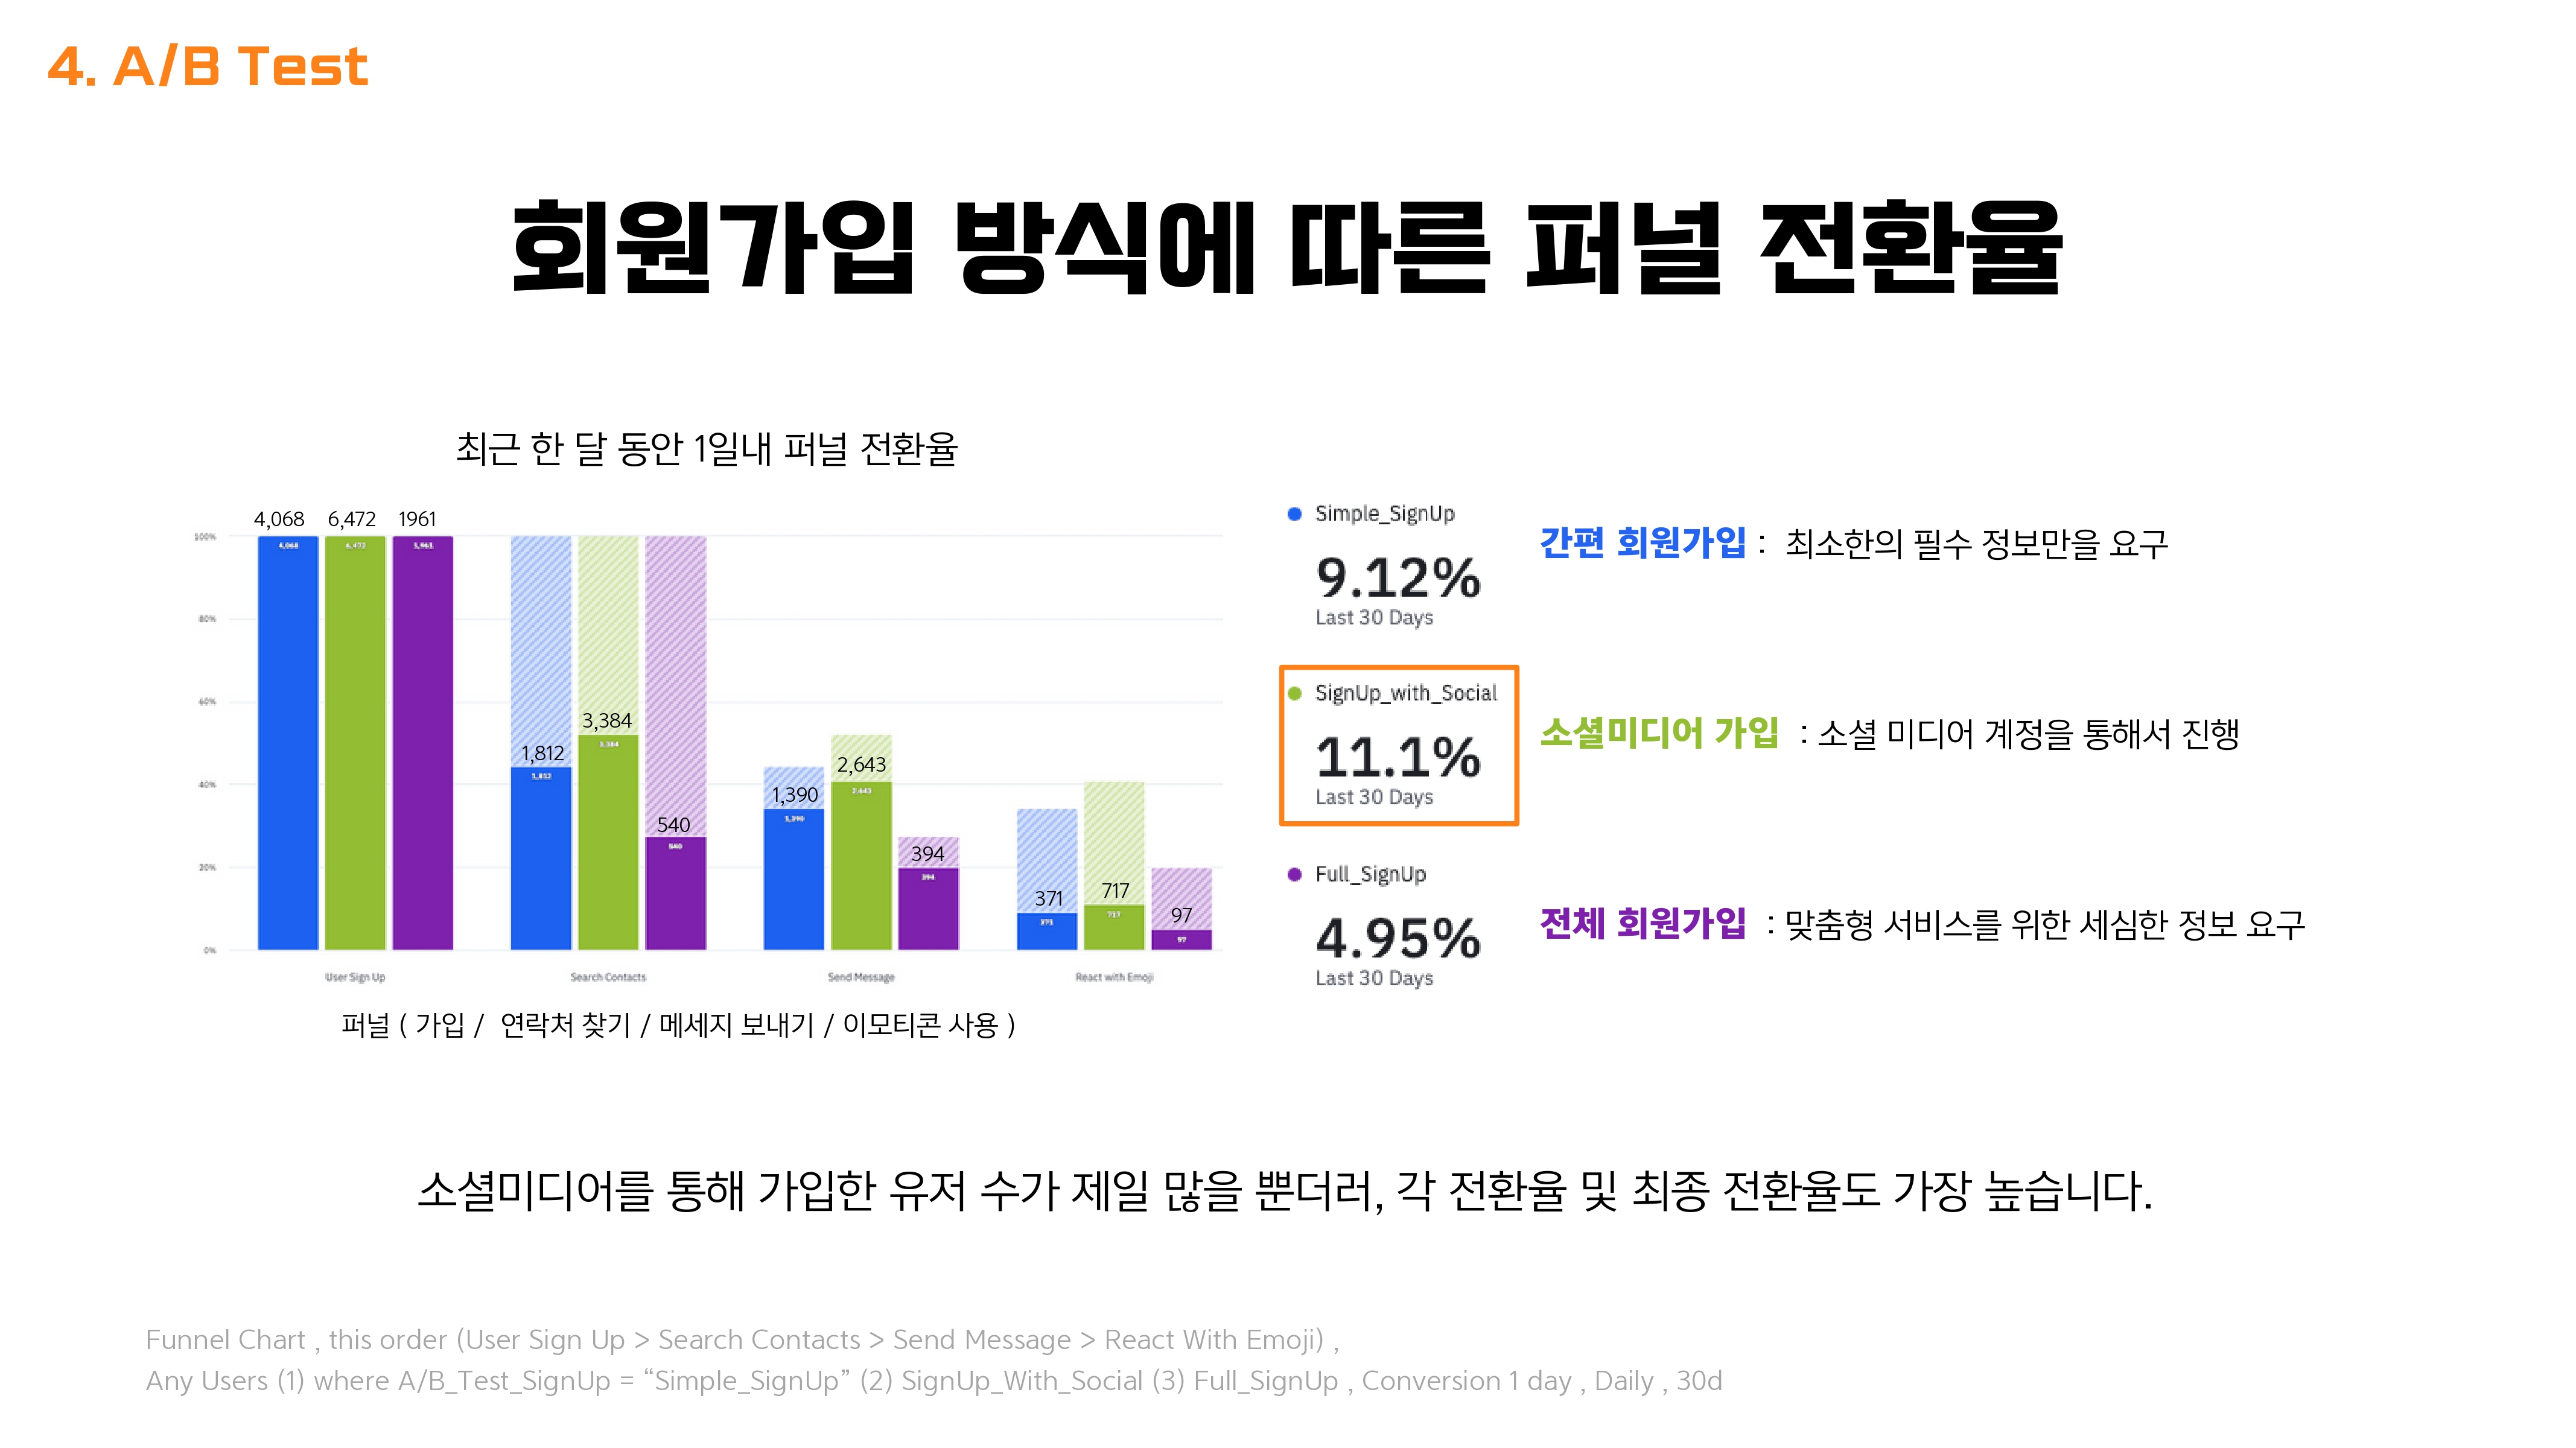 4. A/B Test
회원가입 방식에 따른 퍼널 전환율
최근 한 달 동안 1일내 퍼널 전환율
4,068 6,472 1961
100%
4,068 6,472 1,961
80%
60%
40%
20%
0%
1,812 3,384 540
1,812 3,384 540
1,390 2,643 394
1,390 2,643 394
371 717 97
371 717 97
User Sign Up Search Contacts Send Message React with Emoji
퍼널 ( 가입 / 연락처 찾기 / 메세지 보내기 / 이모티콘 사용 )
Simple_SignUp
9.12%
Last 30 Days
간편 회원가입 : 최소한의 필수 정보만을 요구
SignUp_with_Social
11.1%
Last 30 Days
소셜미디어 가입 : 소셜 미디어 계정을 통해서 진행
Full_SignUp
4.95%
Last 30 Days
전체 회원가입 : 맞춤형 서비스를 위한 세심한 정보 요구
소셜미디어를 통해 가입한 유저 수가 제일 많을 뿐더러, 각 전환율 및 최종 전환율도 가장 높습니다.
Funnel Chart , this order (User Sign Up > Search Contacts > Send Message > React With Emoji) ,
Any Users (1) where A/B_Test_SignUp = “Simple_SignUp” (2) SignUp_With_Social (3) Full_SignUp , Conversion 1 day , Daily , 30d